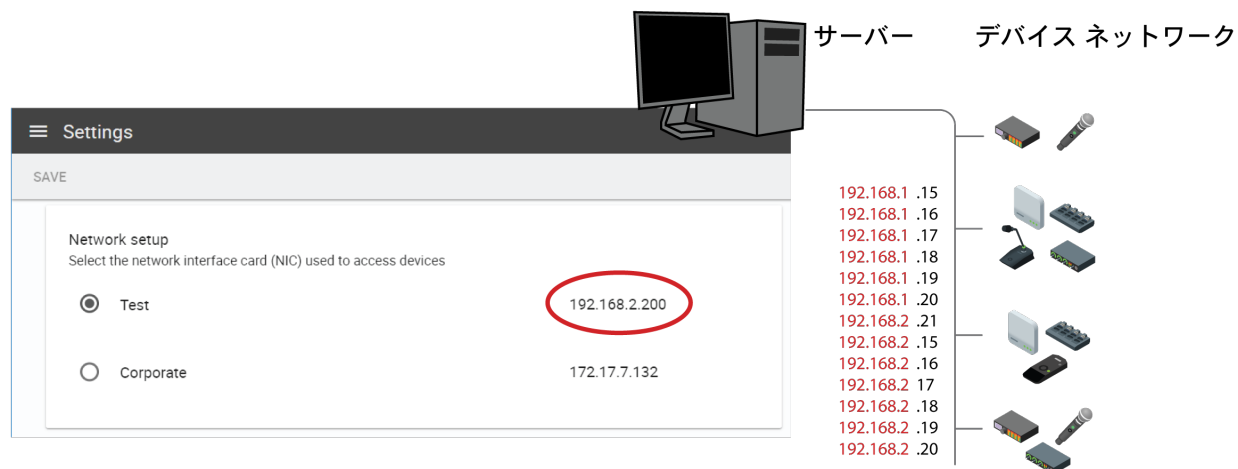 サーバー
デバイス ネットワーク
Settings
SAVE
Network setup
Select the network interface card (NIC) used to access devices
Test 192.168.2.200
Corporate 172.17.7.132
192.168.1 .15
192.168.1 .16
192.168.1 .17
192.168.1 .18
192.168.1 .19
192.168.1 .20
192.168.2 .21
192.168.2 .15
192.168.2 .16
192.168.2 17
192.168.2 .18
192.168.2 .19
192.168.2 .20